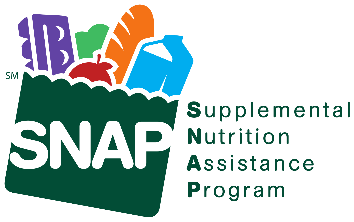 SM
SNAP
Supplemental
Nutrition
Assistance
Program